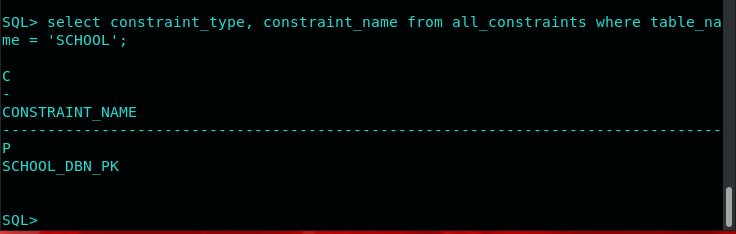 SQL> select constraint_type, constraint_name from all_constraints where table_na
me = 'SCHOOL';
C
-
CONSTRAINT_NAME
--------------------------------------------------------------------------------
P
SCHOOL_DBN_PK
SQL>